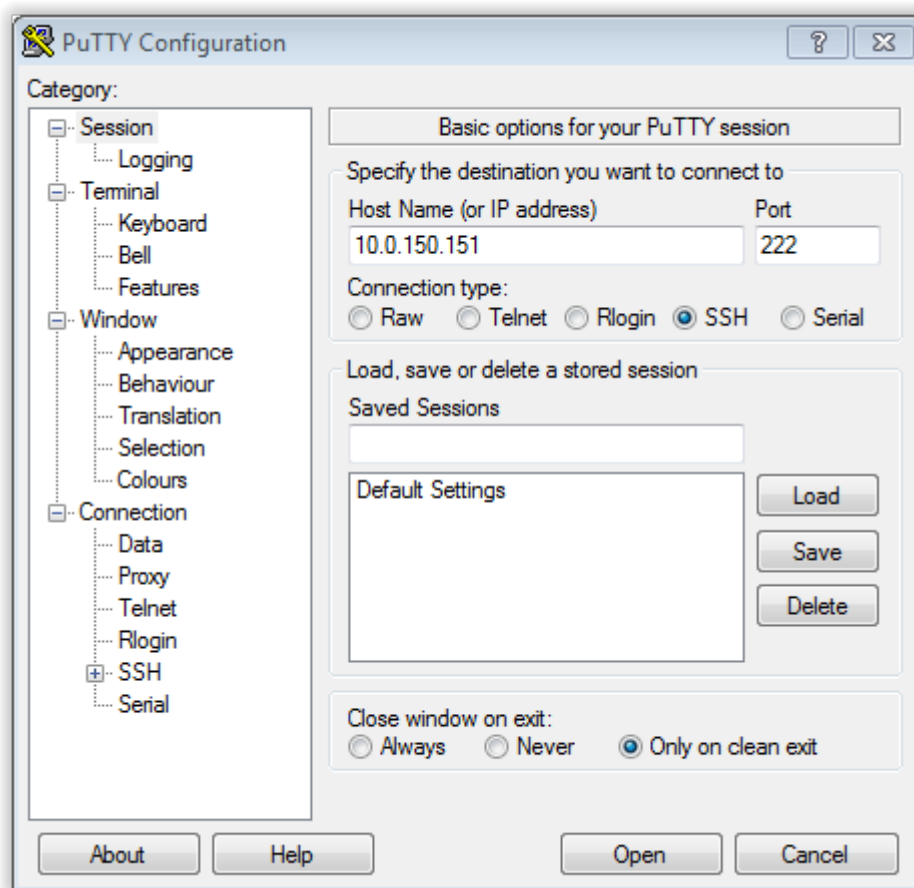 PuTTY Configuration
Category:
Session
Logging
Terminal
Keyboard
Bell
Features
Window
Appearance
Behaviour
Translation
Selection
Colours
Connection
Data
Proxy
Telnet
Rlogin
SSH
Serial
Basic options for your PuTTY session
Specify the destination you want to connect to
Host Name (or IP address) Port
10.0.150.151 222
Connection type:
Raw Telnet Rlogin SSH Serial
Load, save or delete a stored session
Saved Sessions
Default Settings
Load
Save
Delete
Close window on exit:
Always Never Only on clean exit
About Help Open Cancel